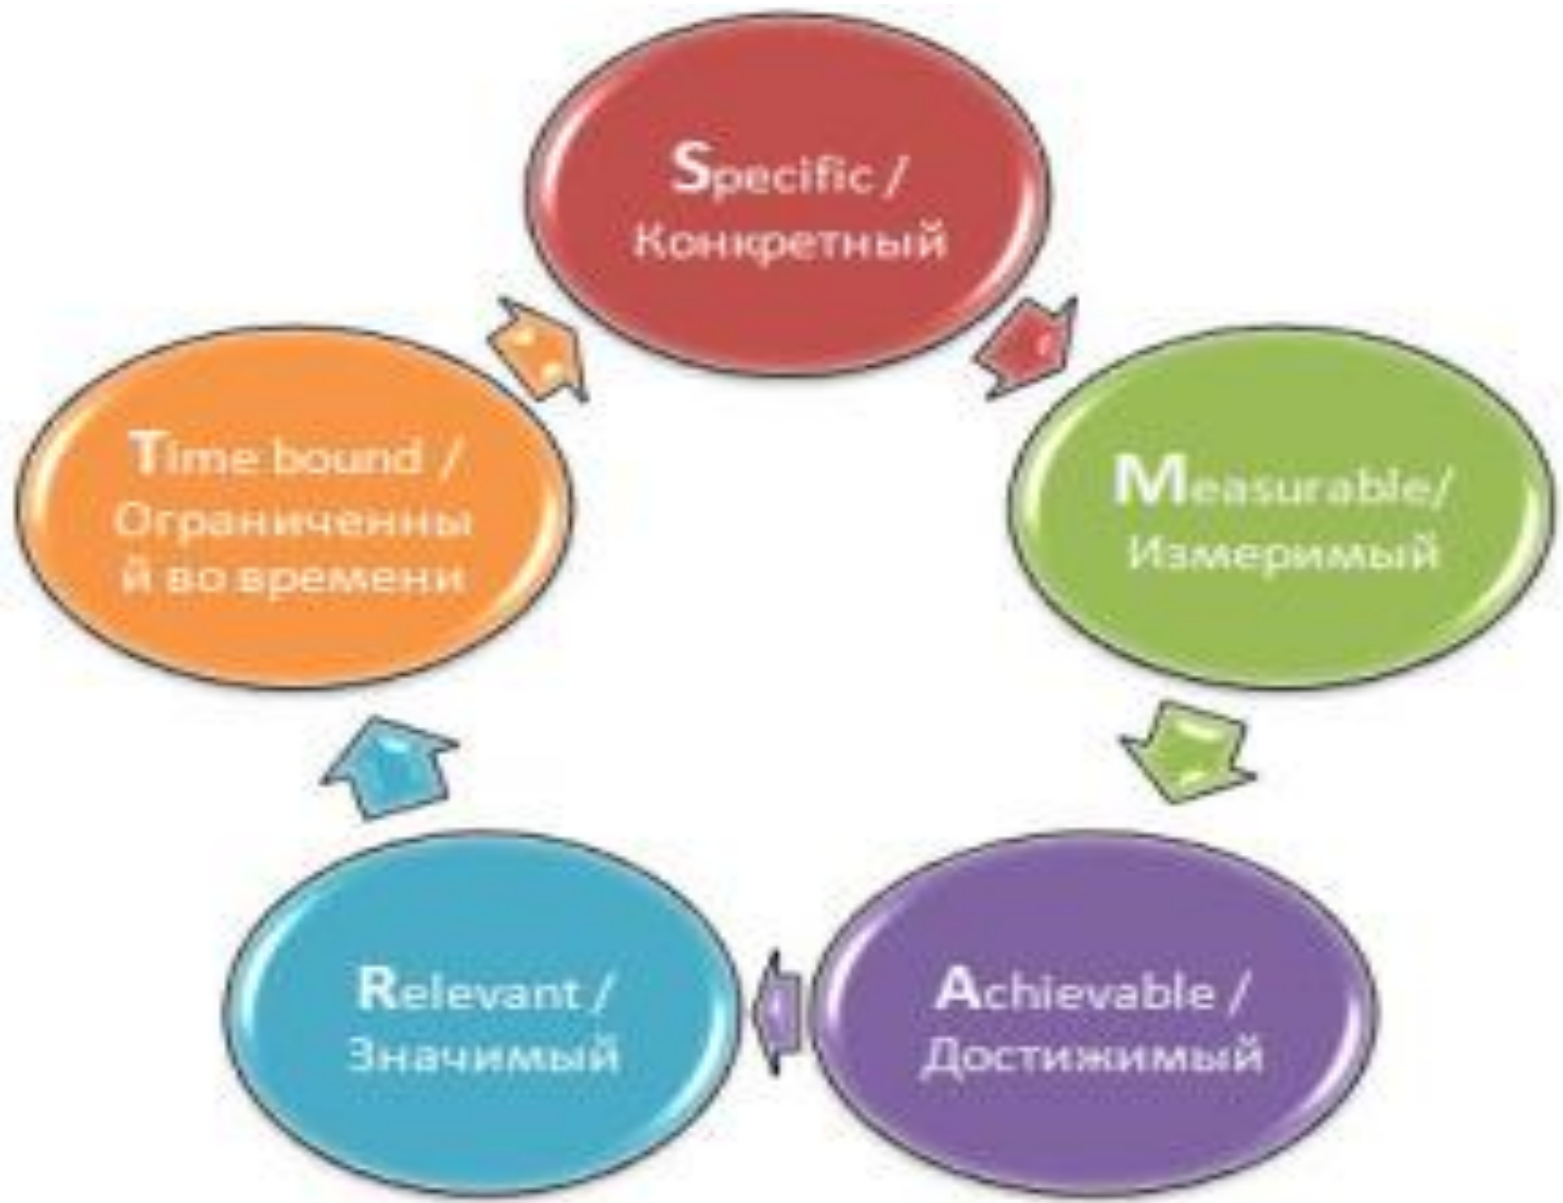 Specific /
Конкретный
Measurable/
Измеримый
Achievable /
Достижимый
Relevant /
Значимый
Time bound /
Ограниченны
й во времени